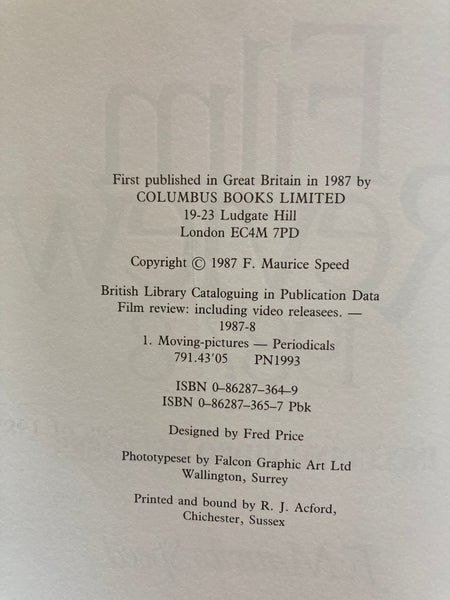 First published in Great Britain in 1987 by
COLUMBUS BOOKS LIMITED
19-23 Ludgate Hill
London EC4M 7PD
Copyright © 1987 F. Maurice Speed
British Library Cataloguing in Publication Data
Film review: including video releasees. —
1987-8
1. Moving-pictures — Periodicals
791.43'05 PN1993
ISBN 0–86287–364–9
ISBN 0–86287–365–7 Pbk
Designed by Fred Price
Phototypeset by Falcon Graphic Art Ltd
Wallington, Surrey
Printed and bound by R. J. Acford,
Chichester, Sussex